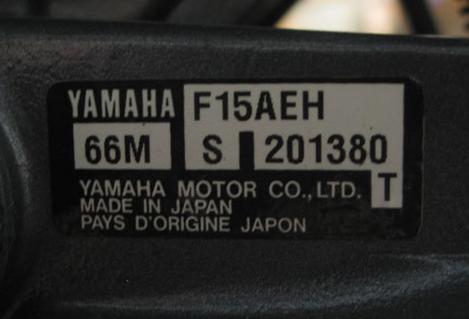 YAMAHA F15AEH
66M S 201380
YAMAHA MOTOR CO., LTD. T
MADE IN JAPAN
PAYS D'ORIGINE JAPON